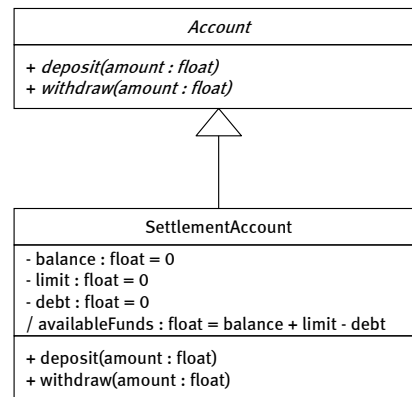 Account
+ deposit(amount : float)
+ withdraw(amount : float)
SettlementAccount
- balance : float = 0
- limit : float = 0
- debt : float = 0
/ availableFunds : float = balance + limit - debt
+ deposit(amount : float)
+ withdraw(amount : float)